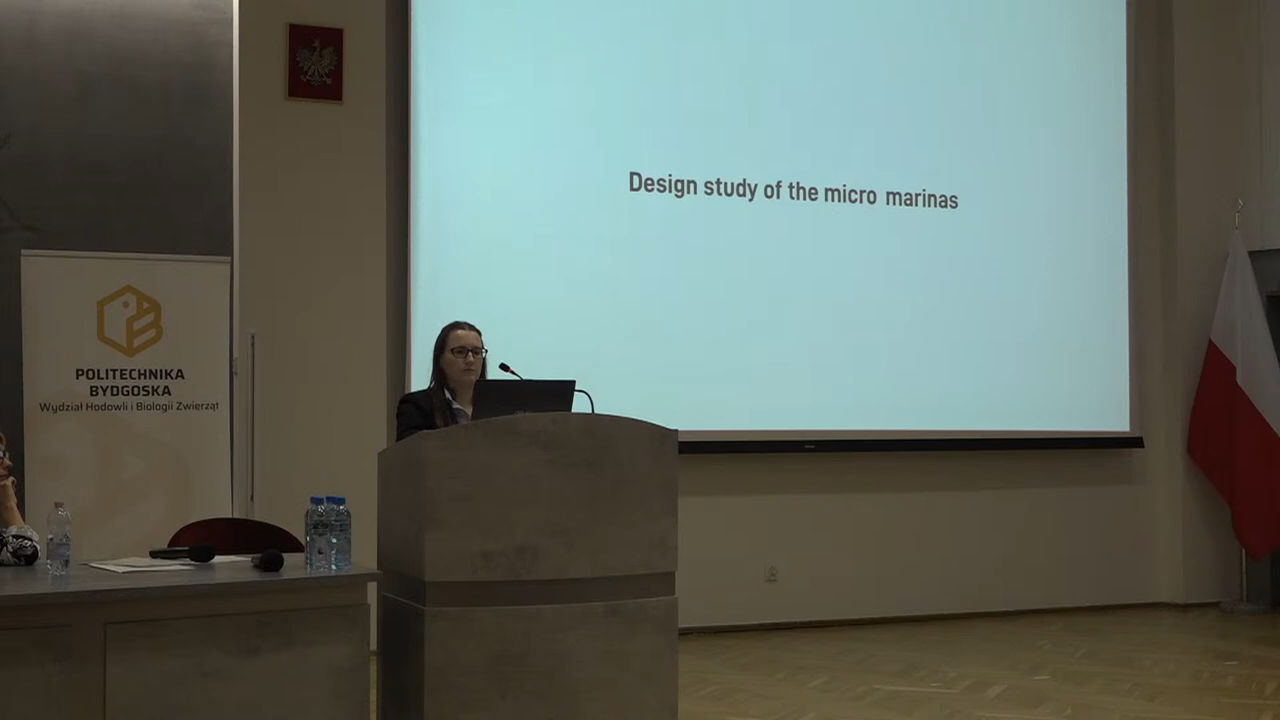 Design study of the micro marinas
POLITECHNIKA
BYDGOSKA
Wydział Hodowli i Biologii Zwierząt